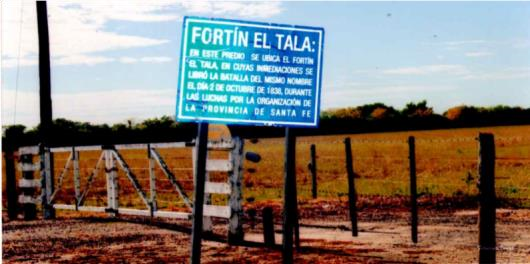 FORTÍN EL TALA:
EN ESTE PREDIO SE UBICA EL FORTIN
EL TALA, EN CUYAS INMEDIACIONES SE
LIBRÓ LA BATALLA DEL MISMO NOMBRE
EL DÍA 2 DE OCTUBRE DE 1838, DURANTE
LAS LUCHAS POR LA ORGANIZACIÓN DE
LA PROVINCIA DE SANTA FE